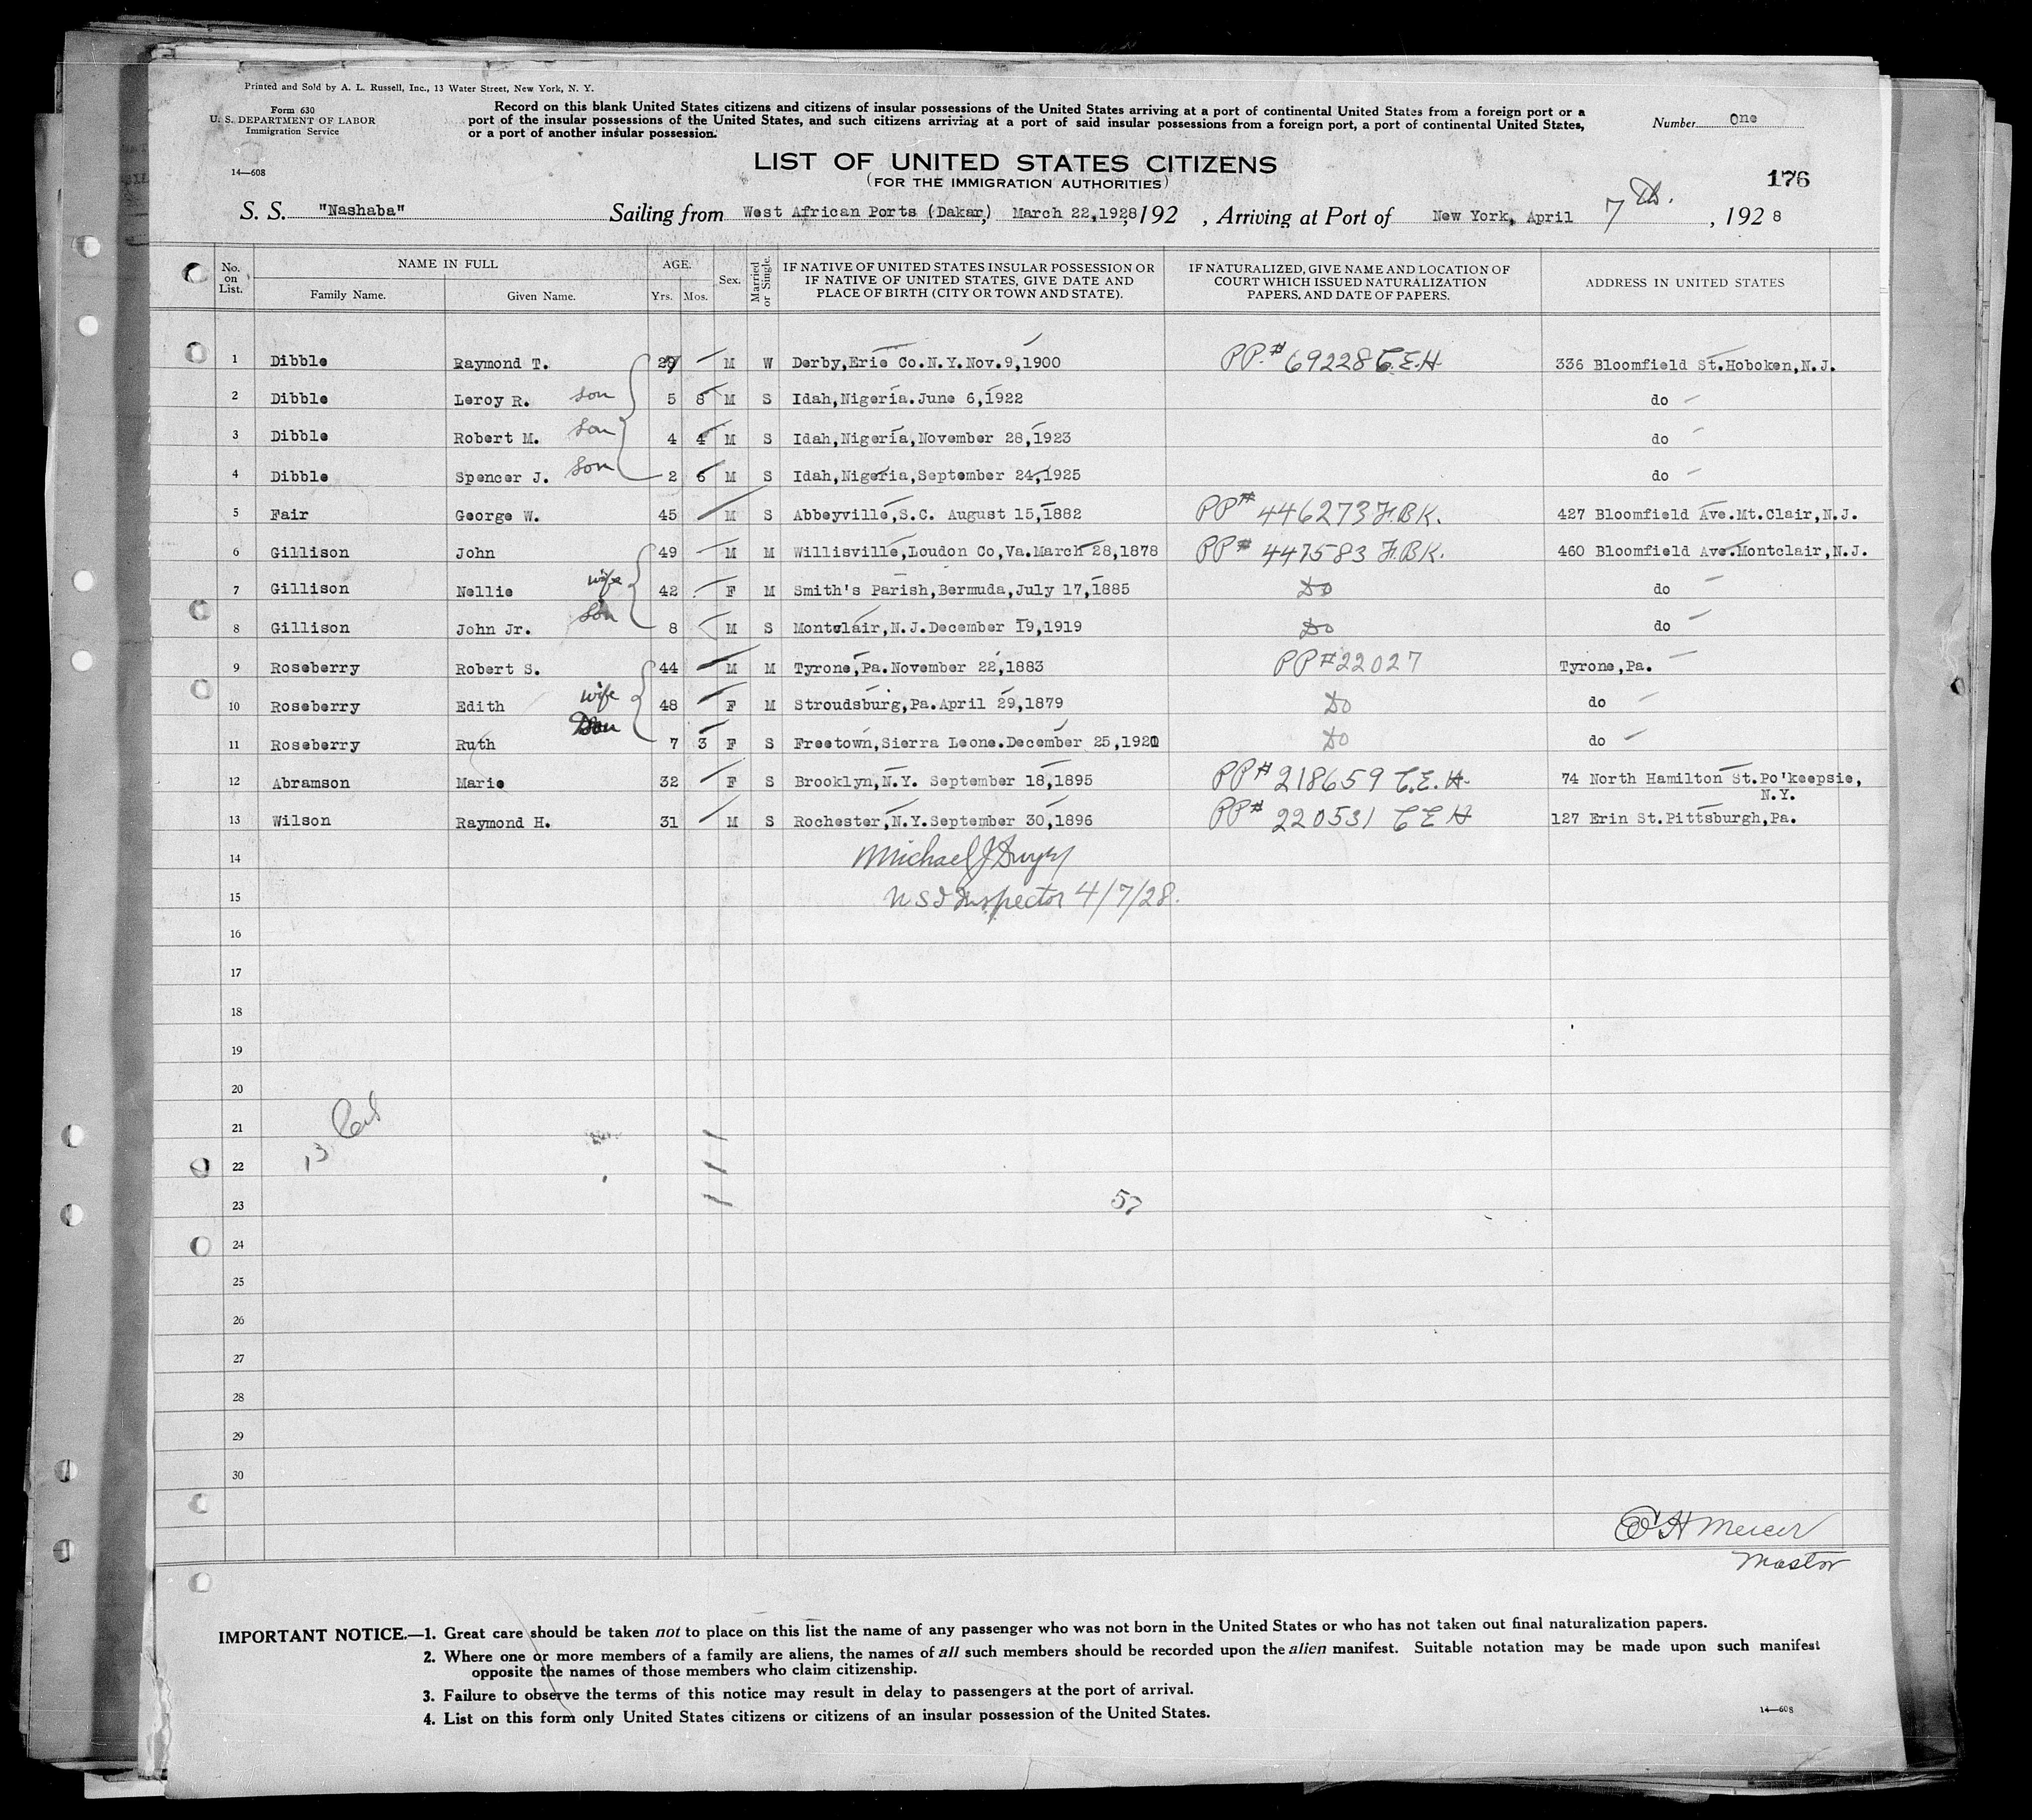 Printed and Sold by A. L. Russell, Inc., 13 Water Street, New York, N. Y.
Form 630
U. S. DEPARTMENT OF LABOR
Immigration Service
14—608
Record on this blank United States citizens and citizens of insular possessions of the United States arriving at a port of continental United States from a foreign port or a
port of the insular possessions of the United States, and such citizens arriving at a port of said insular possessions from a foreign port, a port of continental United States,
or a port of another insular possession.
Number One
LIST OF UNITED STATES CITIZENS
(FOR THE IMMIGRATION AUTHORITIES)
176
S. S. "Nashaba" Sailing from West African Ports (Dakar,) March 22,1928, 192 , Arriving at Port of New York, April 7th. , 192 8
No. on List. NAME IN FULL Family Name. Given Name. AGE. Yrs. Mos. Sex. Married or Single. IF NATIVE OF UNITED STATES INSULAR POSSESSION OR IF NATIVE OF UNITED STATES, GIVE DATE AND PLACE OF BIRTH (CITY OR TOWN AND STATE). IF NATURALIZED, GIVE NAME AND LOCATION OF COURT WHICH ISSUED NATURALIZATION PAPERS, AND DATE OF PAPERS. ADDRESS IN UNITED STATES
1 Dibble Raymond T. 27 M W Derby,Erie Co.N.Y.Nov.9,1900 PP.# 69228 C.E.H. 336 Bloomfield St.Hoboken,N.J.
2 Dibble Leroy R. son 5 8 M S Idah,Nigeria.June 6,1922 do
3 Dibble Robert M. son 4 4 M S Idah,Nigeria,November 28,1923 do
4 Dibble Spencer J. son 2 6 M S Idah,Nigeria,September 24,1925 do
5 Fair George W. 45 M S Abbeyville,S.C. August 15,1882 PP# 446273 F.B.K. 427 Bloomfield Ave.Mt.Clair,N.J.
6 Gillison John 49 M M Willisville,Loudon Co,Va.March 28,1878 PP# 447583 F.B.K. 460 Bloomfield Ave.Montclair,N.J.
7 Gillison Nellie wife 42 F M Smith's Parish,Bermuda,July 17,1885 Do do
8 Gillison John Jr. son 8 M S Montclair,N.J.December 19,1919 Do do
9 Roseberry Robert S. 44 M M Tyrone,Pa.November 22,1883 PP#22027 Tyrone,Pa.
10 Roseberry Edith wife 48 F M Stroudsburg,Pa.April 29,1879 Do do
11 Roseberry Ruth 7 3 F S Freetown,Sierra Leone.December 25,1920 Do do
12 Abramson Marie 32 F S Brooklyn,N.Y. September 18,1895 PP# 218659 C.E.H. 74 North Hamilton St.Po'keepsie,
N.Y.
13 Wilson Raymond H. 31 M S Rochester,N.Y.September 30,1896 PP# 220531 C E H 127 Erin St.Pittsburgh,Pa.
14 Michael J Dwyer
15 U S I Inspector 4/7/28.
16
17
18
19
20
21
22 13
23 57
24
25
26
27
28
29
30
H Mercer
Master
IMPORTANT NOTICE.—1. Great care should be taken not to place on this list the name of any passenger who was not born in the United States or who has not taken out final naturalization papers.
2. Where one or more members of a family are aliens, the names of all such members should be recorded upon the alien manifest. Suitable notation may be made upon such manifest
opposite the names of those members who claim citizenship.
3. Failure to observe the terms of this notice may result in delay to passengers at the port of arrival.
4. List on this form only United States citizens or citizens of an insular possession of the United States.
14—608